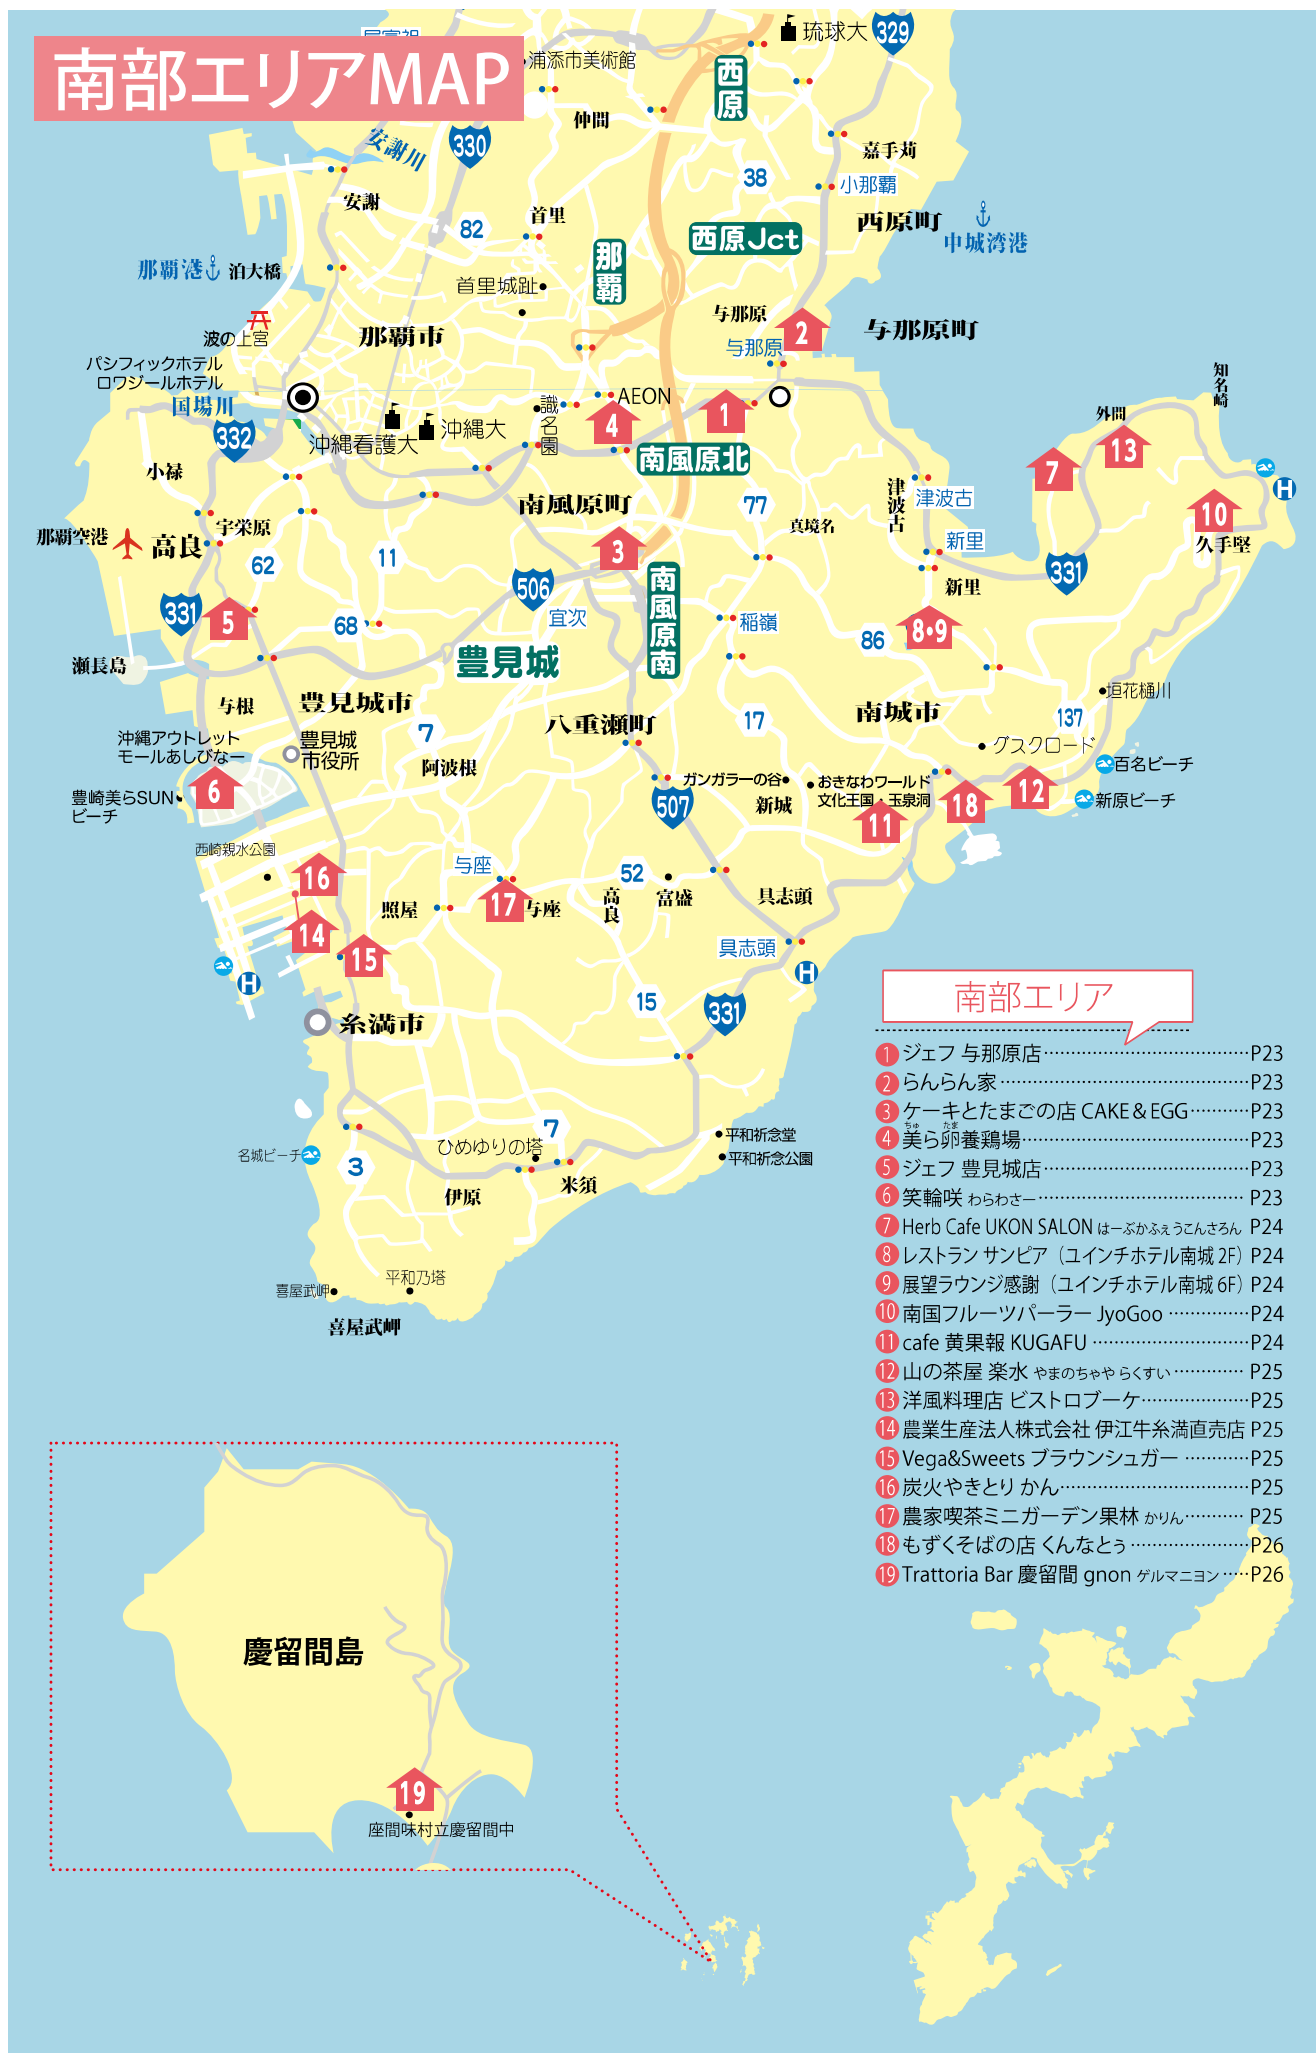 南部エリアMAP
琉球大
329
浦添市美術館
西原
仲間
330
安謝川
嘉手苅
38
小那覇
安謝
首里
82
西原町
西原Jct
中城湾港
那覇
那覇港
泊大橋
首里城趾
与那原
2
与那原町
波の上宮
那覇市
与那原
パシフィックホテル
ロワジールホテル
国場川
知名崎
AEON
識名園
4
1
外間
332
沖縄看護大
沖縄大
13
南風原北
7
小禄
津波古
津波古
南風原町
77
真境名
10
那覇空港
高良
宇栄原
久手堅
3
新里
62
11
331
506
南風原南
新里
331
5
68
宜次
稲嶺
86
8・9
豊見城
瀬長島
与根
豊見城市
垣花樋川
南城市
17
137
八重瀬町
7
沖縄アウトレット
モールあしびなー
豊見城
市役所
グスクロード
阿波根
百名ビーチ
ガンガラーの谷
おきなわワールド
文化王国・玉泉洞
6
豊崎美らSUN
ビーチ
507
新城
18
12
新原ビーチ
11
西崎親水公園
16
与座
52
高良
富盛
具志頭
照屋
17
与座
14
15
具志頭
15
331
糸満市
7
ひめゆりの塔
平和祈念堂
平和祈念公園
名城ビーチ
3
伊原
米須
喜屋武岬
平和乃塔
喜屋武岬
南部エリア
1 ジェフ 与那原店…………P23
2 らんらん家…………P23
3 ケーキとたまごの店 CAKE＆EGG…………P23
ちゅ たま
4 美ら卵養鶏場…………P23
5 ジェフ 豊見城店…………P23
6 笑輪咲 わらわさー…………P23
7 Herb Cafe UKON SALON はーぶかふぇうこんさろん P24
8 レストラン サンピア（ユインチホテル南城 2F）P24
9 展望ラウンジ感謝（ユインチホテル南城 6F）P24
10 南国フルーツパーラー JyoGoo…………P24
11 cafe 黄果報 KUGAFU…………P24
12 山の茶屋 楽水 やまのちゃや らくすい…………P25
13 洋風料理店 ビストロブーケ…………P25
14 農業生産法人株式会社 伊江牛糸満直売店 P25
15 Vega&Sweets ブラウンシュガー…………P25
16 炭火やきとり かん…………P25
17 農家喫茶ミニガーデン果林 かりん…………P25
18 もずくそばの店 くんなとぅ…………P26
19 Trattoria Bar 慶留間 gnon ゲルマニヨン……P26
慶留間島
19
座間味村立慶留間中